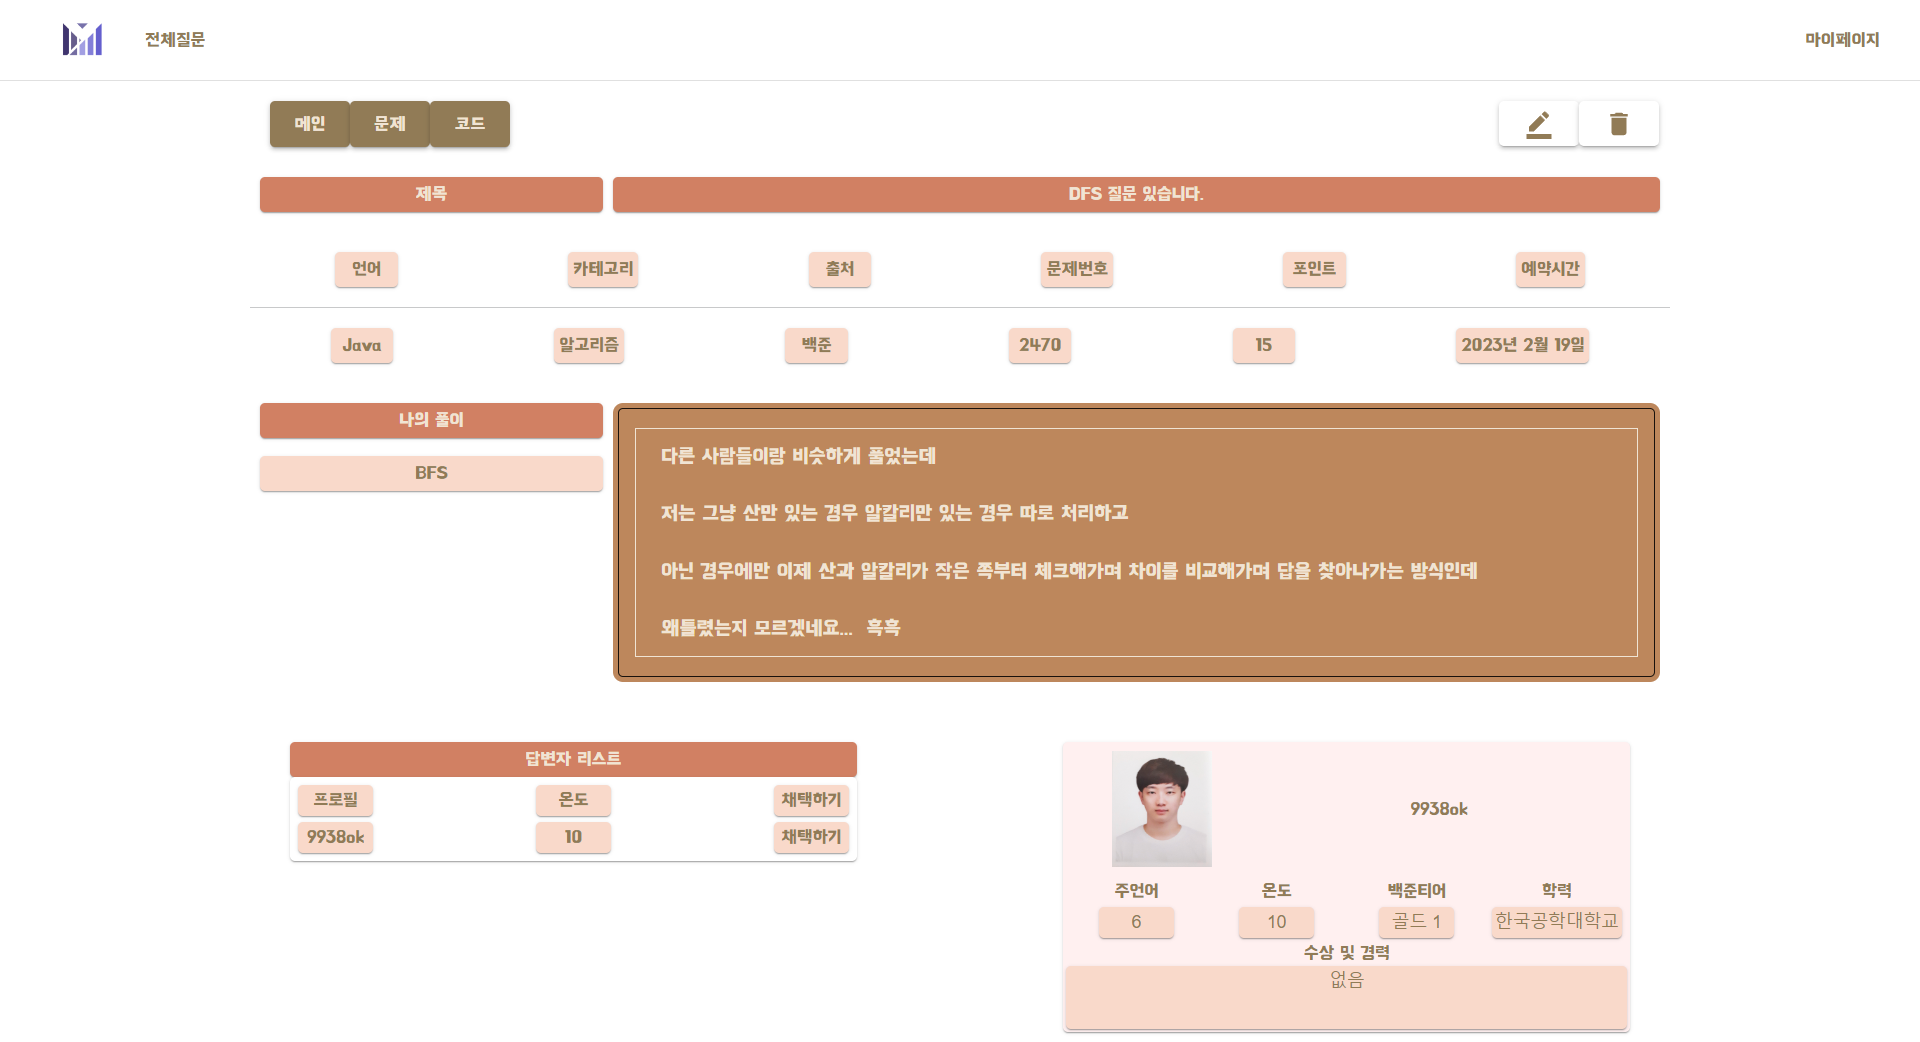 전체질문
마이페이지
메인 문제 코드
제목 DFS 질문 있습니다.
언어 카테고리 출처 문제번호 포인트 예약시간
Java 알고리즘 백준 2470 15 2023년 2월 19일
나의 풀이
BFS
다른 사람들이랑 비슷하게 풀었는데
저는 그냥 산만 있는 경우 알칼리만 있는 경우 따로 처리하고
아닌 경우에만 이제 산과 알칼리가 작은 쪽부터 체크해가며 차이를 비교해가며 답을 찾아나가는 방식인데
왜틀렸는지 모르겠네요... 흑흑
답변자 리스트
프로필 온도 채택하기
9938ok 10 채택하기
9938ok
주언어 온도 백준티어 학력
6 10 골드 1 한국공학대학교
수상 및 경력
없음